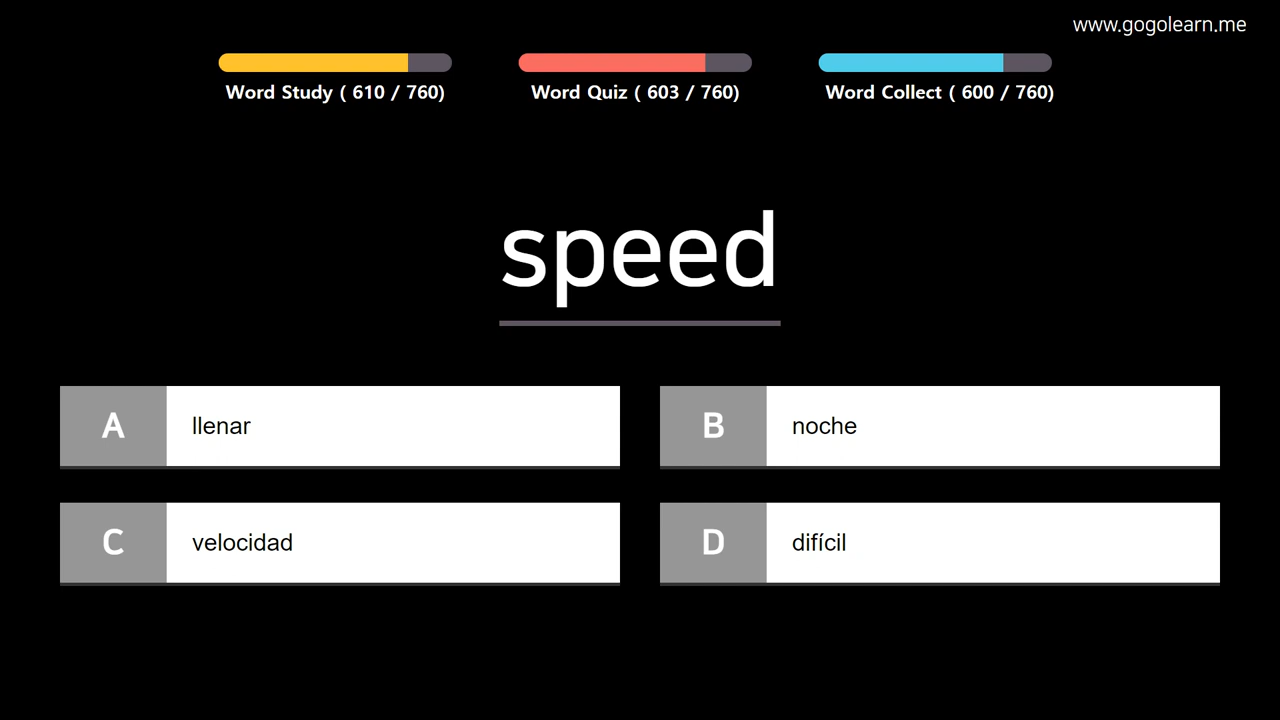 www.gogolearn.me
Word Study ( 610 / 760)
Word Quiz ( 603 / 760)
Word Collect ( 600 / 760)
speed
A llenar
B noche
C velocidad
D difícil